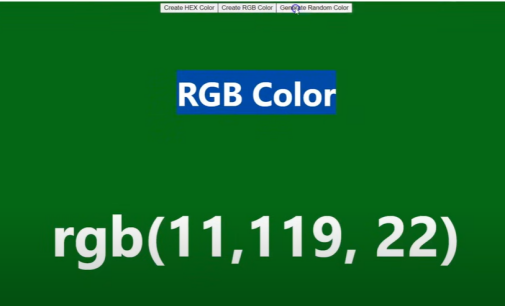 Create HEX Color Create RGB Color Generate Random Color
RGB Color
rgb(11,119, 22)